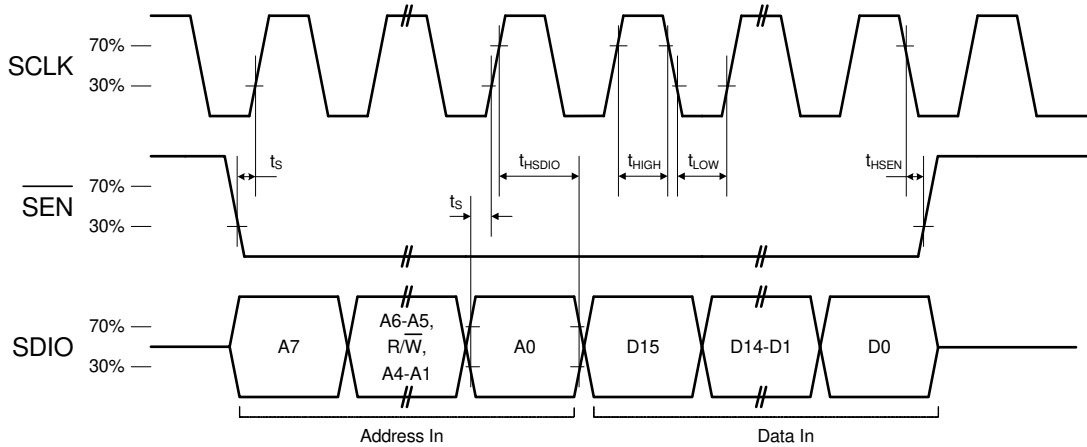 SCLK
70%
30%
tS
tHSDIO
tHIGH
tLOW
tHSEN
SEN
70%
30%
tS
SDIO
70%
30%
A7
A6-A5,
R/W,
A4-A1
A0
D15
D14-D1
D0
Address In
Data In